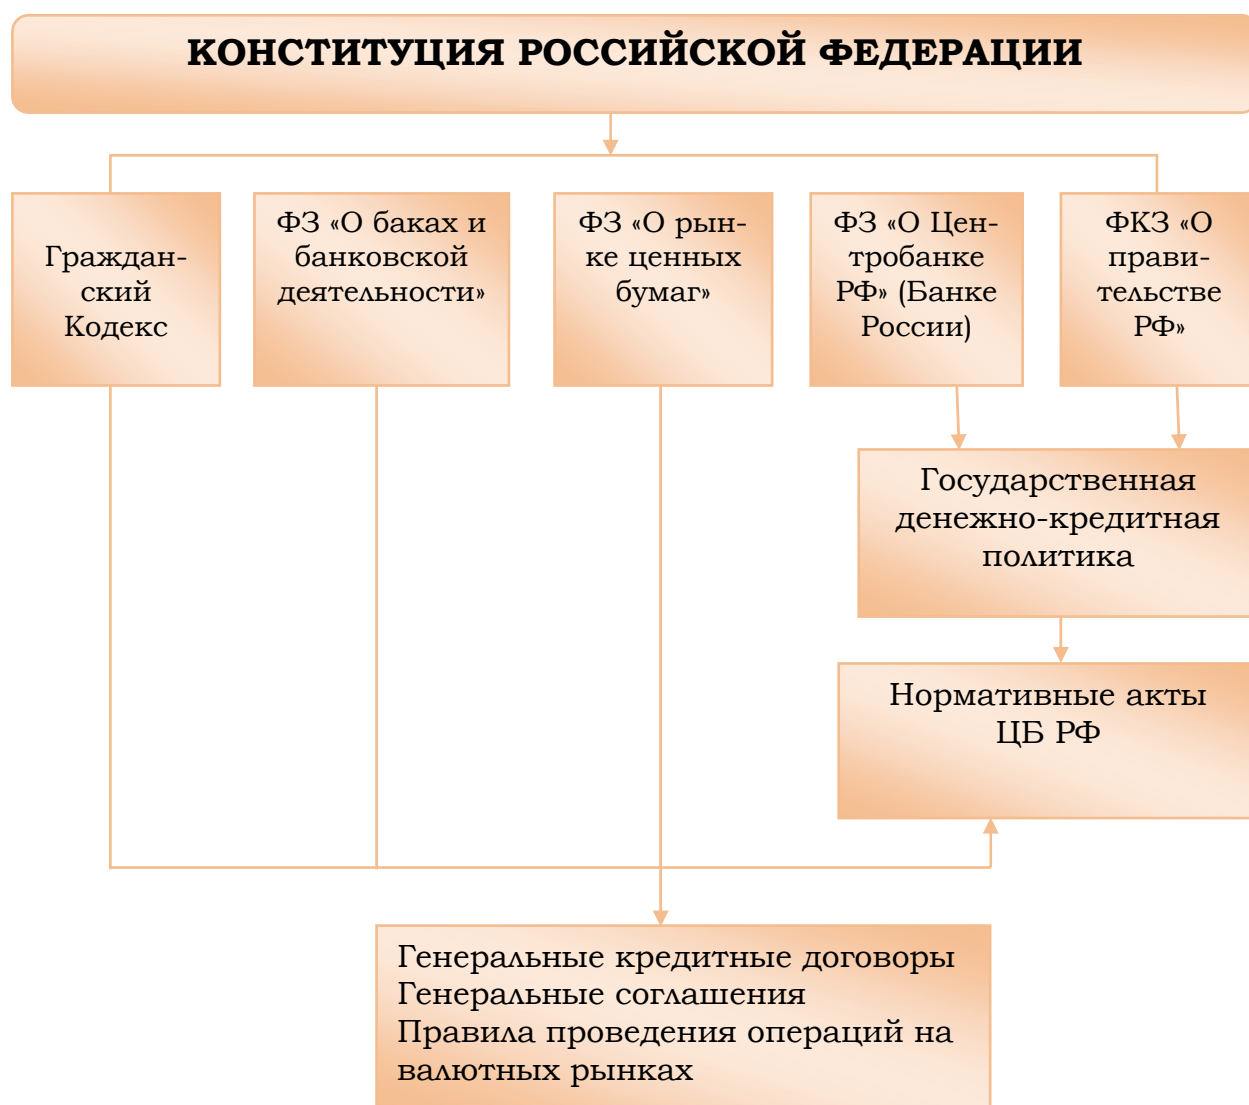 КОНСТИТУЦИЯ РОССИЙСКОЙ ФЕДЕРАЦИИ
Граждан-
ский
Кодекс
ФЗ «О баках и
банковской
деятельности»
ФЗ «О рын-
ке ценных
бумаг»
ФЗ «О Цен-
тробанке
РФ» (Банке
России)
ФКЗ «О
прави-
тельстве
РФ»
Государственная
денежно-кредитная
политика
Нормативные акты
ЦБ РФ
Генеральные кредитные договоры
Генеральные соглашения
Правила проведения операций на
валютных рынках